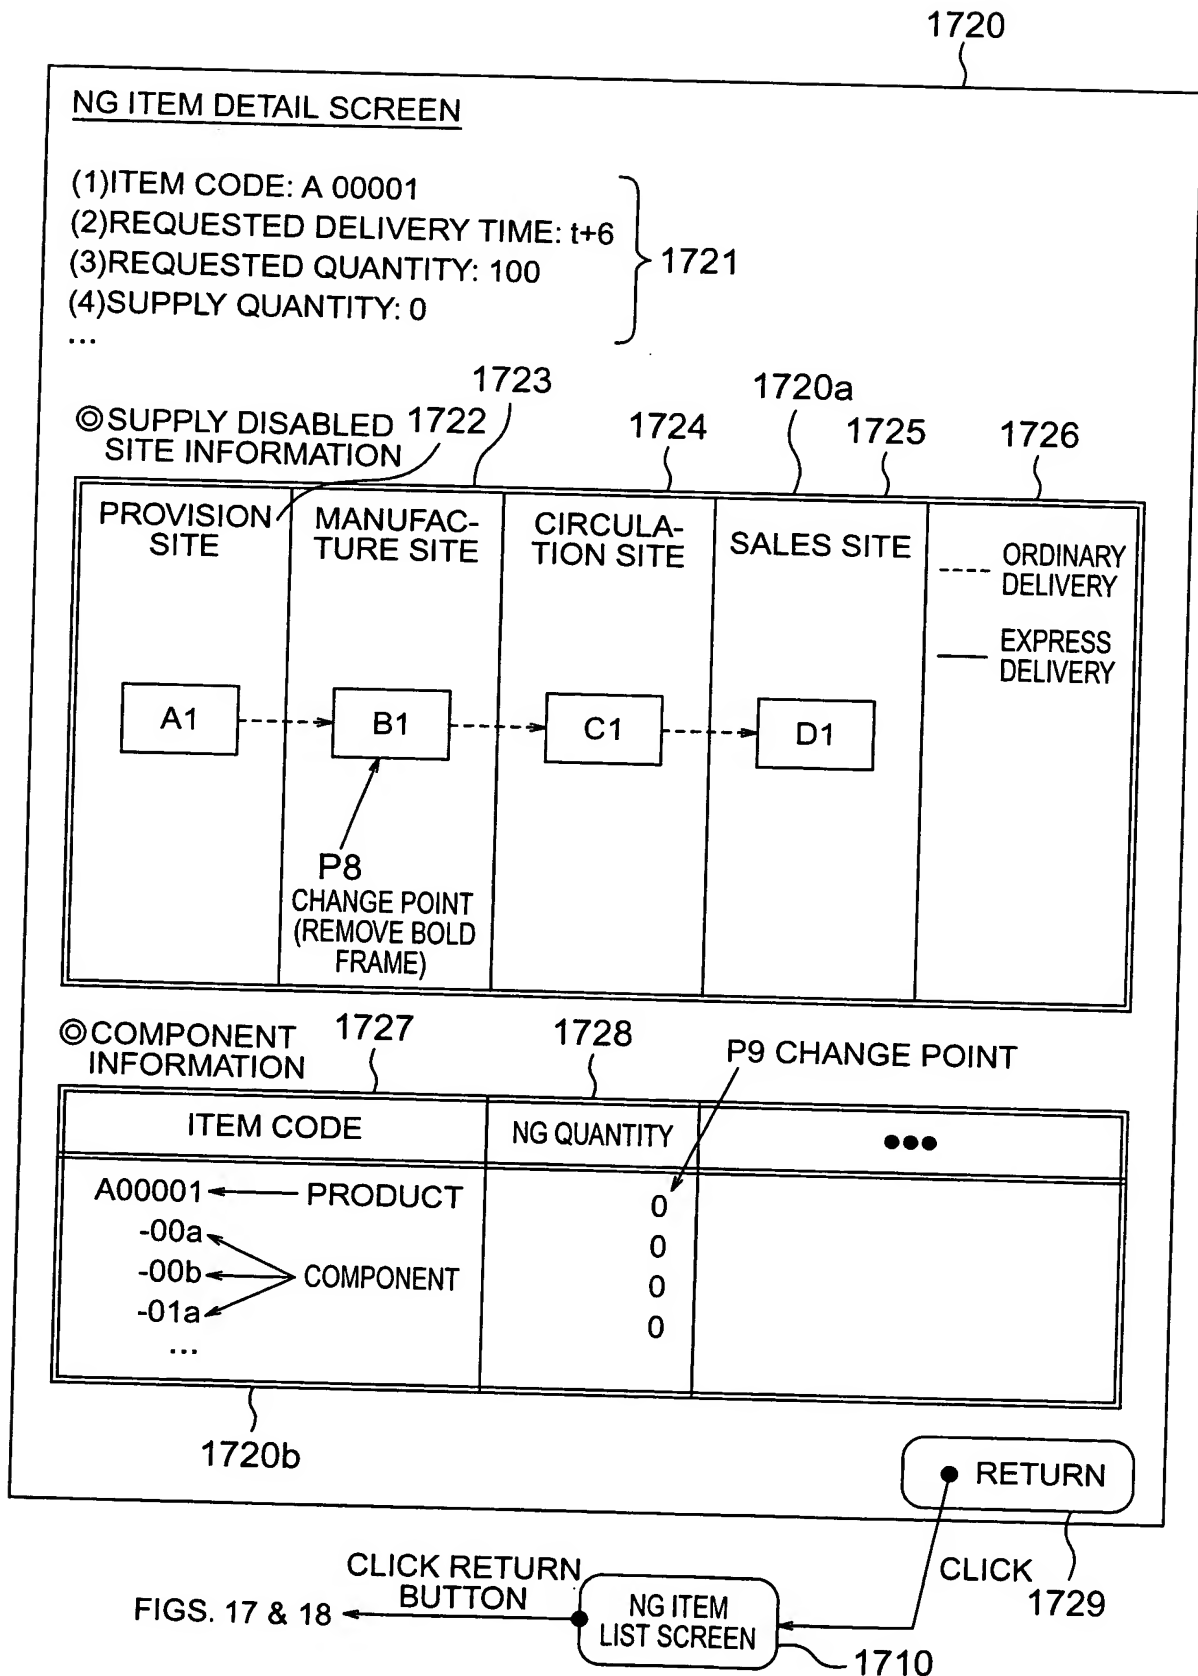 1720
NG ITEM DETAIL SCREEN
(1)ITEM CODE: A 00001
(2)REQUESTED DELIVERY TIME: t+6
(3)REQUESTED QUANTITY: 100
(4)SUPPLY QUANTITY: 0
...
1721
◎SUPPLY DISABLED
SITE INFORMATION
1722
1723
1724
1720a
1725
1726
PROVISION
SITE
MANUFAC-
TURE SITE
CIRCULA-
TION SITE
SALES SITE
ORDINARY
DELIVERY
EXPRESS
DELIVERY
A1
B1
C1
D1
P8
CHANGE POINT
(REMOVE BOLD
FRAME)
◎COMPONENT
INFORMATION
1727
1728
P9 CHANGE POINT
ITEM CODE
NG QUANTITY
●●●
A00001
PRODUCT
0
-00a
0
-00b
COMPONENT
0
-01a
0
...
1720b
RETURN
CLICK
1729
CLICK RETURN
BUTTON
FIGS. 17 & 18
NG ITEM
LIST SCREEN
1710